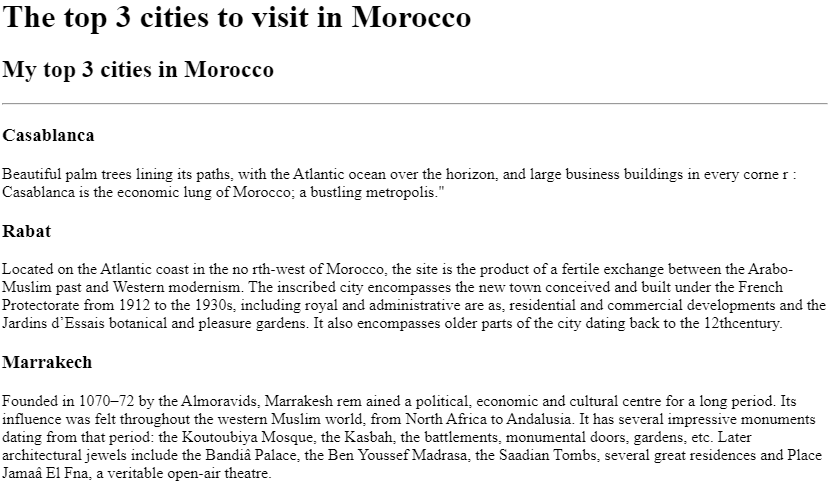 The top 3 cities to visit in Morocco
My top 3 cities in Morocco
Casablanca
Beautiful palm trees lining its paths, with the Atlantic ocean over the horizon, and large business buildings in every corne r :
Casablanca is the economic lung of Morocco; a bustling metropolis."
Rabat
Located on the Atlantic coast in the no rth-west of Morocco, the site is the product of a fertile exchange between the Arabo-
Muslim past and Western modernism. The inscribed city encompasses the new town conceived and built under the French
Protectorate from 1912 to the 1930s, including royal and administrative are as, residential and commercial developments and the
Jardins d’Essais botanical and pleasure gardens. It also encompasses older parts of the city dating back to the 12thcentury.
Marrakech
Founded in 1070–72 by the Almoravids, Marrakesh rem ained a political, economic and cultural centre for a long period. Its
influence was felt throughout the western Muslim world, from North Africa to Andalusia. It has several impressive monuments
dating from that period: the Koutoubiya Mosque, the Kasbah, the battlements, monumental doors, gardens, etc. Later
architectural jewels include the Bandiâ Palace, the Ben Youssef Madrasa, the Saadian Tombs, several great residences and Place
Jamaâ El Fna, a veritable open-air theatre.